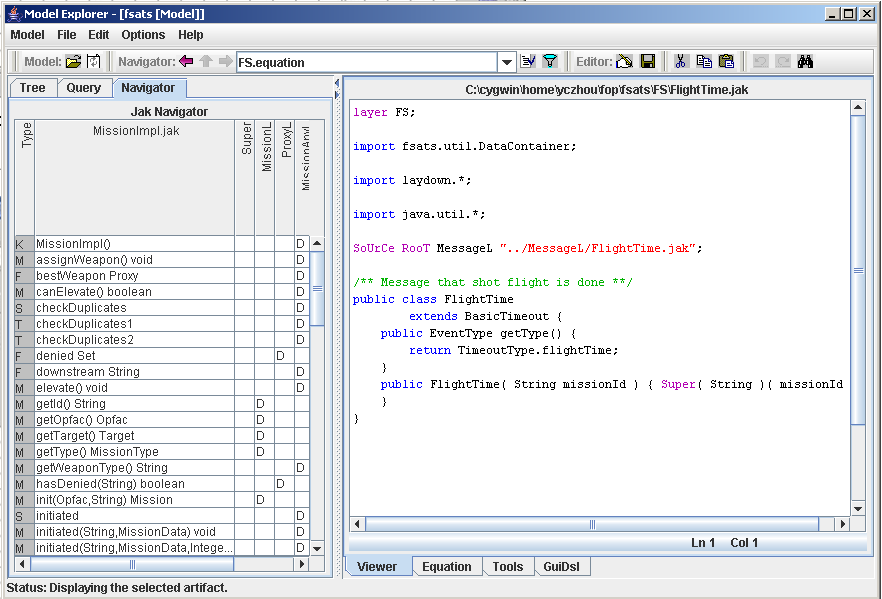 Model Explorer - [fsats [Model]]
Model File Edit Options Help
Model: Navigator: FS.equation Editor:
Tree Query Navigator
Jak Navigator
Type MissionImpl.jak Super MissionL ProxyL MissionAnyl
K MissionImpl() D
M assignWeapon() void D
F bestWeapon Proxy D
M canElevate() boolean D
S checkDuplicates D
T checkDuplicates1 D
T checkDuplicates2 D
F denied Set D
F downstream String D
M elevate() void D
M getId() String D
M getOpfac() Opfac D
M getTarget() Target D
M getType() MissionType D
M getWeaponType() String D
M hasDenied(String) boolean D
M init(Opfac,String) Mission D
S initiated D
M initiated(String,MissionData) void D
M initiated(String,MissionData,Intege... D
C:\cygwin\home\yczhou\fop\fsats\FS\FlightTime.jak
layer FS;
import fsats.util.DataContainer;
import laydown.*;
import java.util.*;
SoUrCe RooT MessageL "../MessageL/FlightTime.jak";
/** Message that shot flight is done **/
public class FlightTime
extends BasicTimeout {
public EventType getType() {
return TimeoutType.flightTime;
}
public FlightTime( String missionId ) { Super( String )( missionId
}
}
Ln 1 Col 1
Viewer Equation Tools GuiDsl
Status: Displaying the selected artifact.